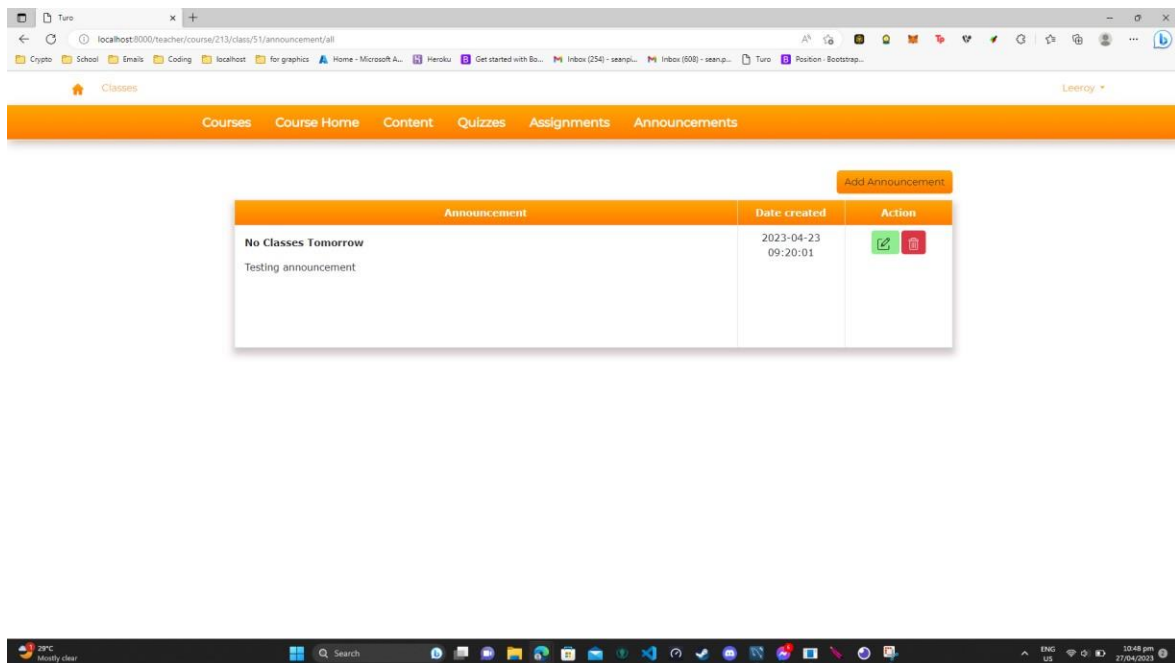 Turo
localhost:8000/teacher/course/213/class/51/announcement/all
Crypto School Emails Coding localhost for graphics Home - Microsoft A... Heroku Get started with Bo... Inbox (254) - seanpi... Inbox (608) - sean.p... Turo Position · Bootstrap...
Classes Leeroy
Courses Course Home Content Quizzes Assignments Announcements
Add Announcement
Announcement Date created Action
No Classes Tomorrow 2023-04-23
09:20:01
Testing announcement
29°C
Mostly clear
Search
ENG
US
10:48 pm
27/04/2023